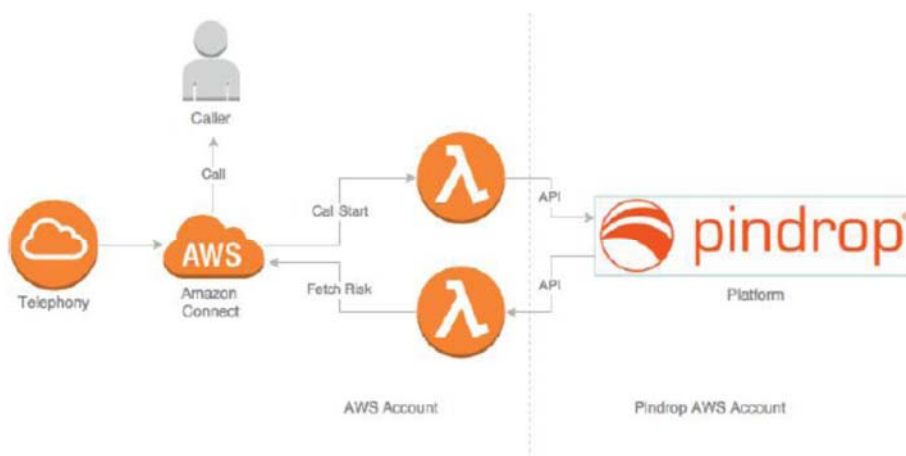 Caller
Call
Call Start
API
AWS
pindrop®
Telephony
Amazon
Connect
Fetch Risk
API
Platform
AWS Account
Pindrop AWS Account